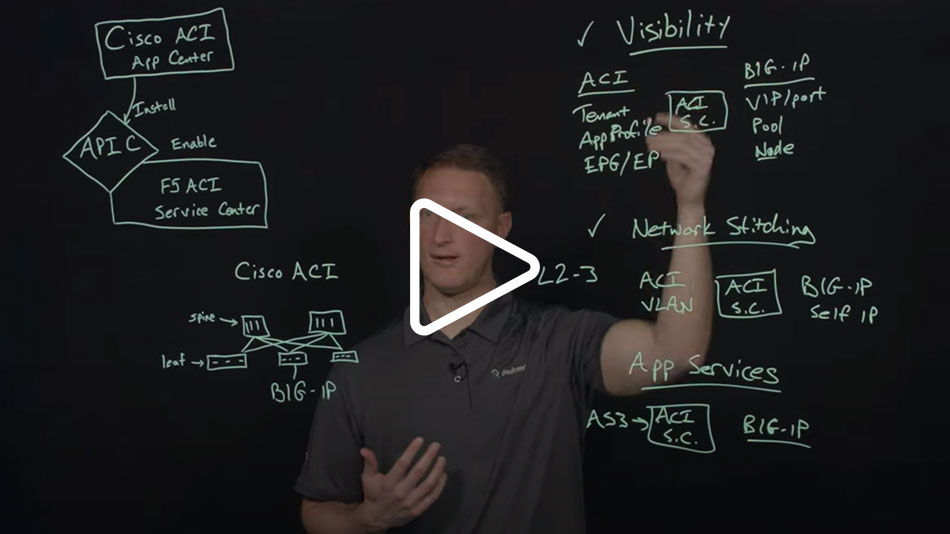 Cisco ACI
App Center
Install
APIC
Enable
F5 ACI
Service Center
Cisco ACI
spine
leaf
BIG-IP
✓ Visibility
ACI
Tenant
App Profile
EPG/EP
ACI
S.C.
BIG-IP
VIP/port
Pool
Node
✓ Network Stitching
L2-3
ACI
VLAN
ACI
S.C.
BIG-IP
Self IP
App Services
AS3
ACI
S.C.
BIG-IP